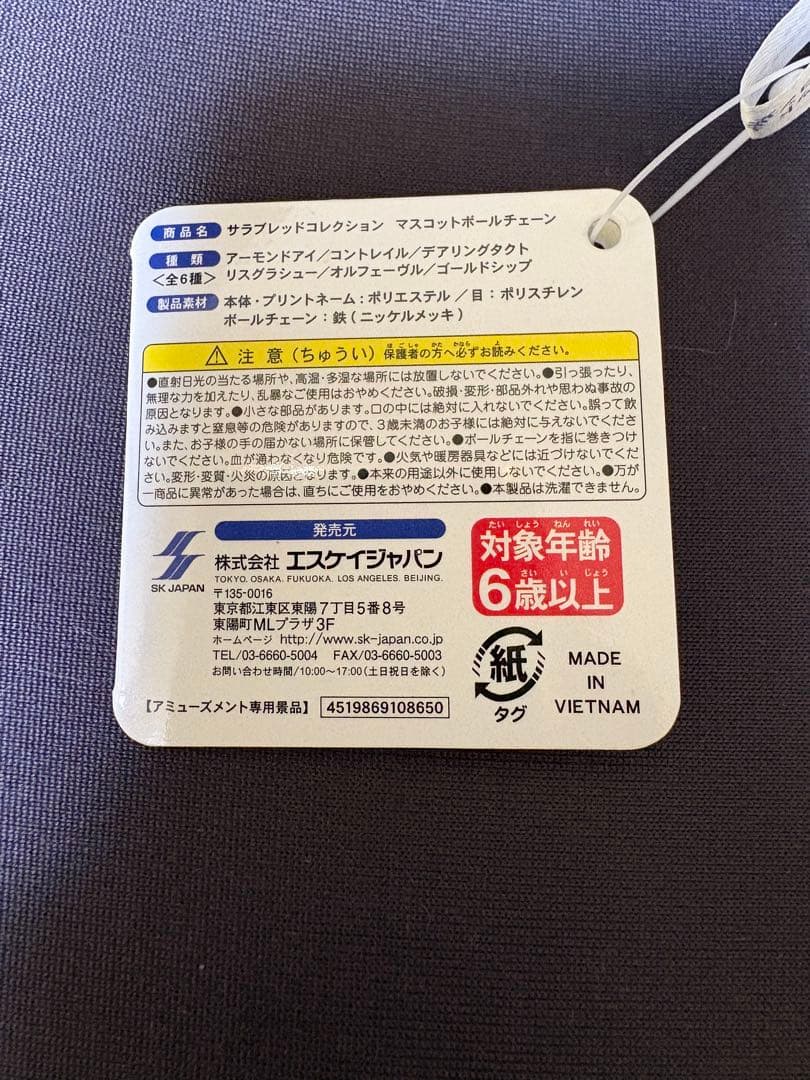 商品名 サラブレッドコレクション マスコットボールチェーン
種類 アーモンドアイ/コントレイル/デアリングタクト
<全6種> リスグラシュー/オルフェーヴル/ゴールドシップ
製品素材 本体・プリントネーム:ポリエステル/目:ポリスチレン
ボールチェーン:鉄(ニッケルメッキ)
⚠ 注意(ちゅうい) 保護者の方へ必ずお読みください。
ほごしゃ かた かなら よ
●直射日光の当たる場所や、高温・多湿な場所には放置しないでください。●引っ張ったり、
無理な力を加えたり、乱暴なご使用はおやめください。破損・変形・部品外れや思わぬ事故の
原因となります。●小さな部品があります。口の中には絶対に入れないでください。誤って飲
み込みますと窒息等の危険がありますので、3歳未満のお子様には絶対に与えないでくださ
い。また、お子様の手の届かない場所に保管してください。●ボールチェーンを指に巻きつけ
ないでください。血が通わなくなり危険です。●火気や暖房器具などには近づけないでくださ
い。変形・変質・火災の原因となります。●本来の用途以外に使用しないでください。●万が
一商品に異常があった場合は、直ちにご使用をおやめください。●本製品は洗濯できません。
発売元
SK JAPAN
株式会社 エスケイジャパン
TOKYO. OSAKA. FUKUOKA. LOS ANGELES. BEIJING.
〒135-0016
東京都江東区東陽7丁目5番8号
東陽町MLプラザ3F
ホームページ http://www.sk-japan.co.jp
TEL/03-6660-5004 FAX/03-6660-5003
お問い合わせ時間/10:00~17:00(土日祝日を除く)
【アミューズメント専用景品】 4519869108650
たいしょうねんれい
対象年齢
さいいじょう
6歳以上
紙
タグ
MADE
IN
VIETNAM